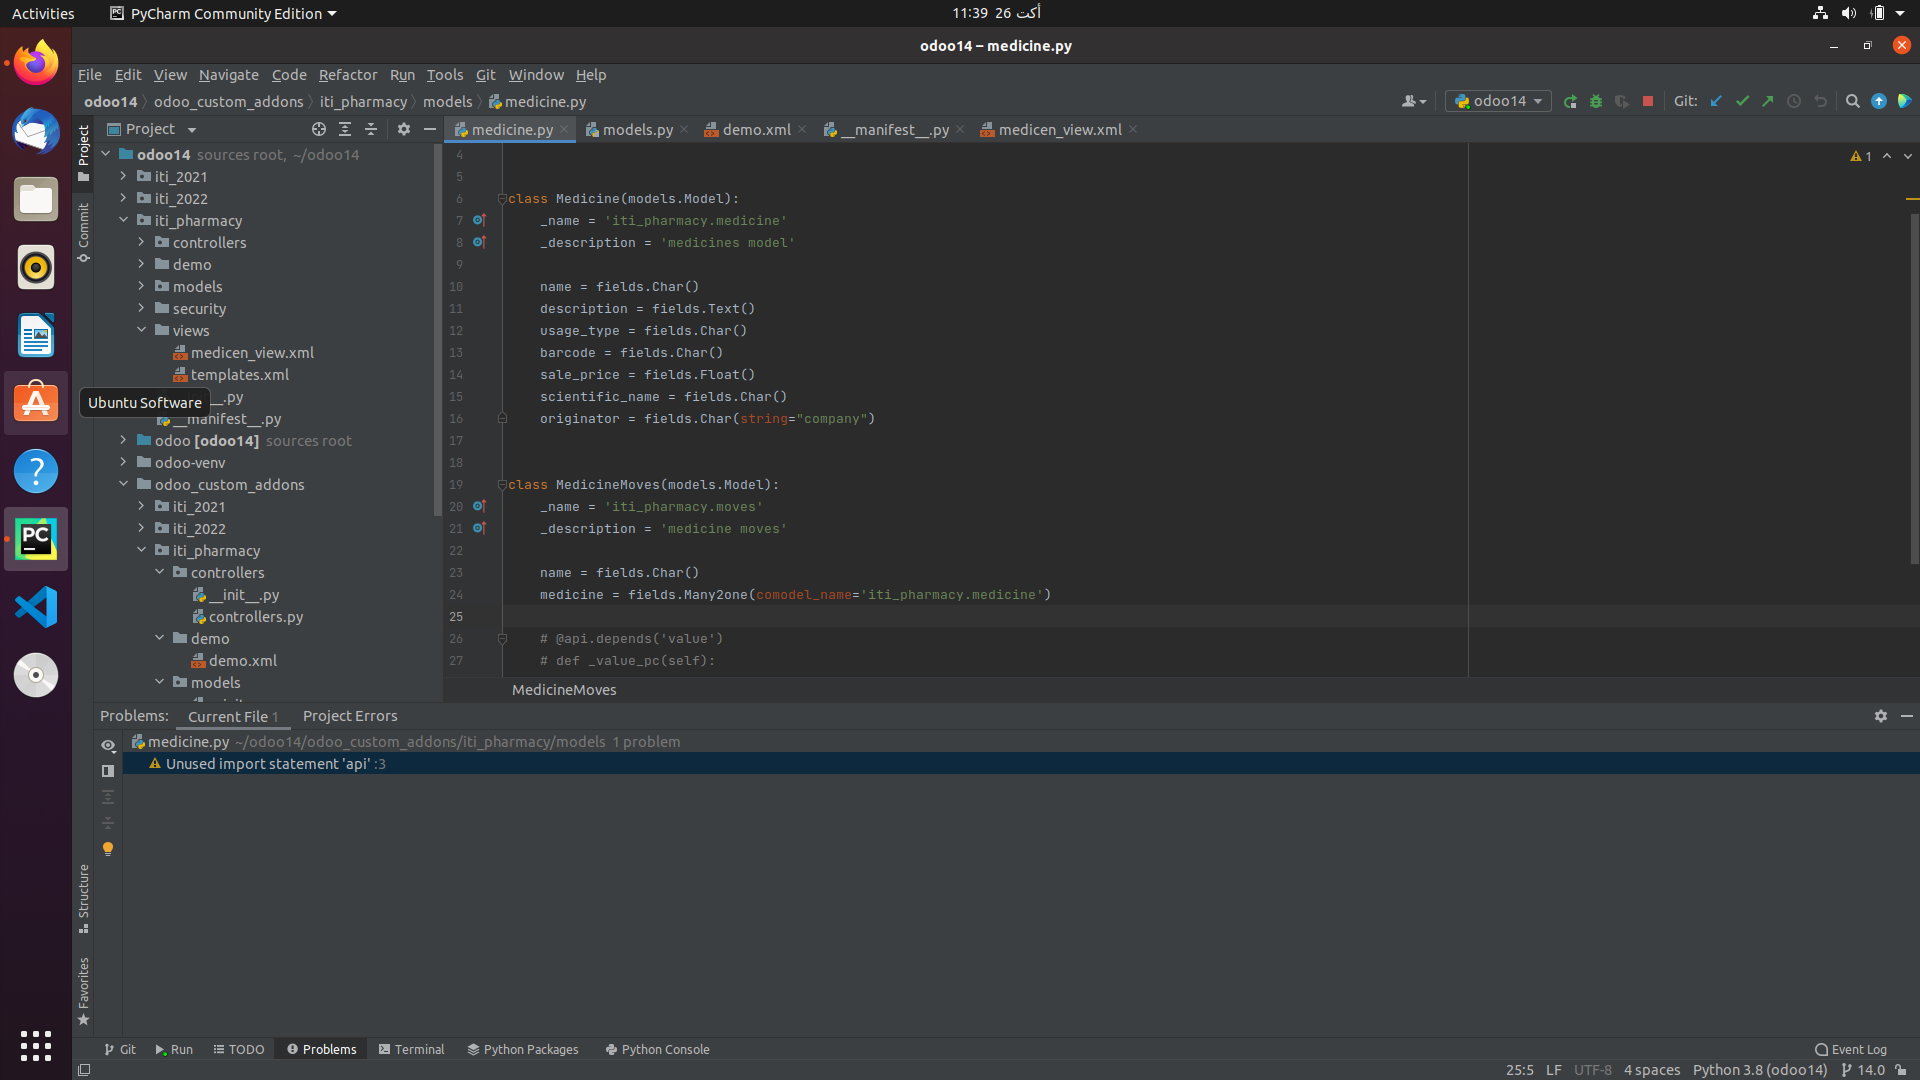 Activities
PyCharm Community Edition
11:39 26 أكت
odoo14 – medicine.py
File Edit View Navigate Code Refactor Run Tools Git Window Help
odoo14 odoo_custom_addons iti_pharmacy models medicine.py
odoo14 Git:
Project
medicine.py models.py demo.xml __manifest__.py medicen_view.xml
Project
Commit
Structure
Favorites
odoo14 sources root, ~/odoo14
iti_2021
iti_2022
iti_pharmacy
controllers
demo
models
security
views
medicen_view.xml
templates.xml
__.py
Ubuntu Software
__manifest__.py
odoo [odoo14] sources root
odoo-venv
odoo_custom_addons
iti_2021
iti_2022
iti_pharmacy
controllers
__init__.py
controllers.py
demo
demo.xml
models
4
5
6 class Medicine(models.Model):
7 _name = 'iti_pharmacy.medicine'
8 _description = 'medicines model'
9
10 name = fields.Char()
11 description = fields.Text()
12 usage_type = fields.Char()
13 barcode = fields.Char()
14 sale_price = fields.Float()
15 scientific_name = fields.Char()
16 originator = fields.Char(string="company")
17
18
19 class MedicineMoves(models.Model):
20 _name = 'iti_pharmacy.moves'
21 _description = 'medicine moves'
22
23 name = fields.Char()
24 medicine = fields.Many2one(comodel_name='iti_pharmacy.medicine')
25
26 # @api.depends('value')
27 # def _value_pc(self):
1
MedicineMoves
Problems: Current File 1 Project Errors
medicine.py ~/odoo14/odoo_custom_addons/iti_pharmacy/models 1 problem
Unused import statement 'api' :3
Git Run TODO Problems Terminal Python Packages Python Console Event Log
25:5 LF UTF-8 4 spaces Python 3.8 (odoo14) 14.0